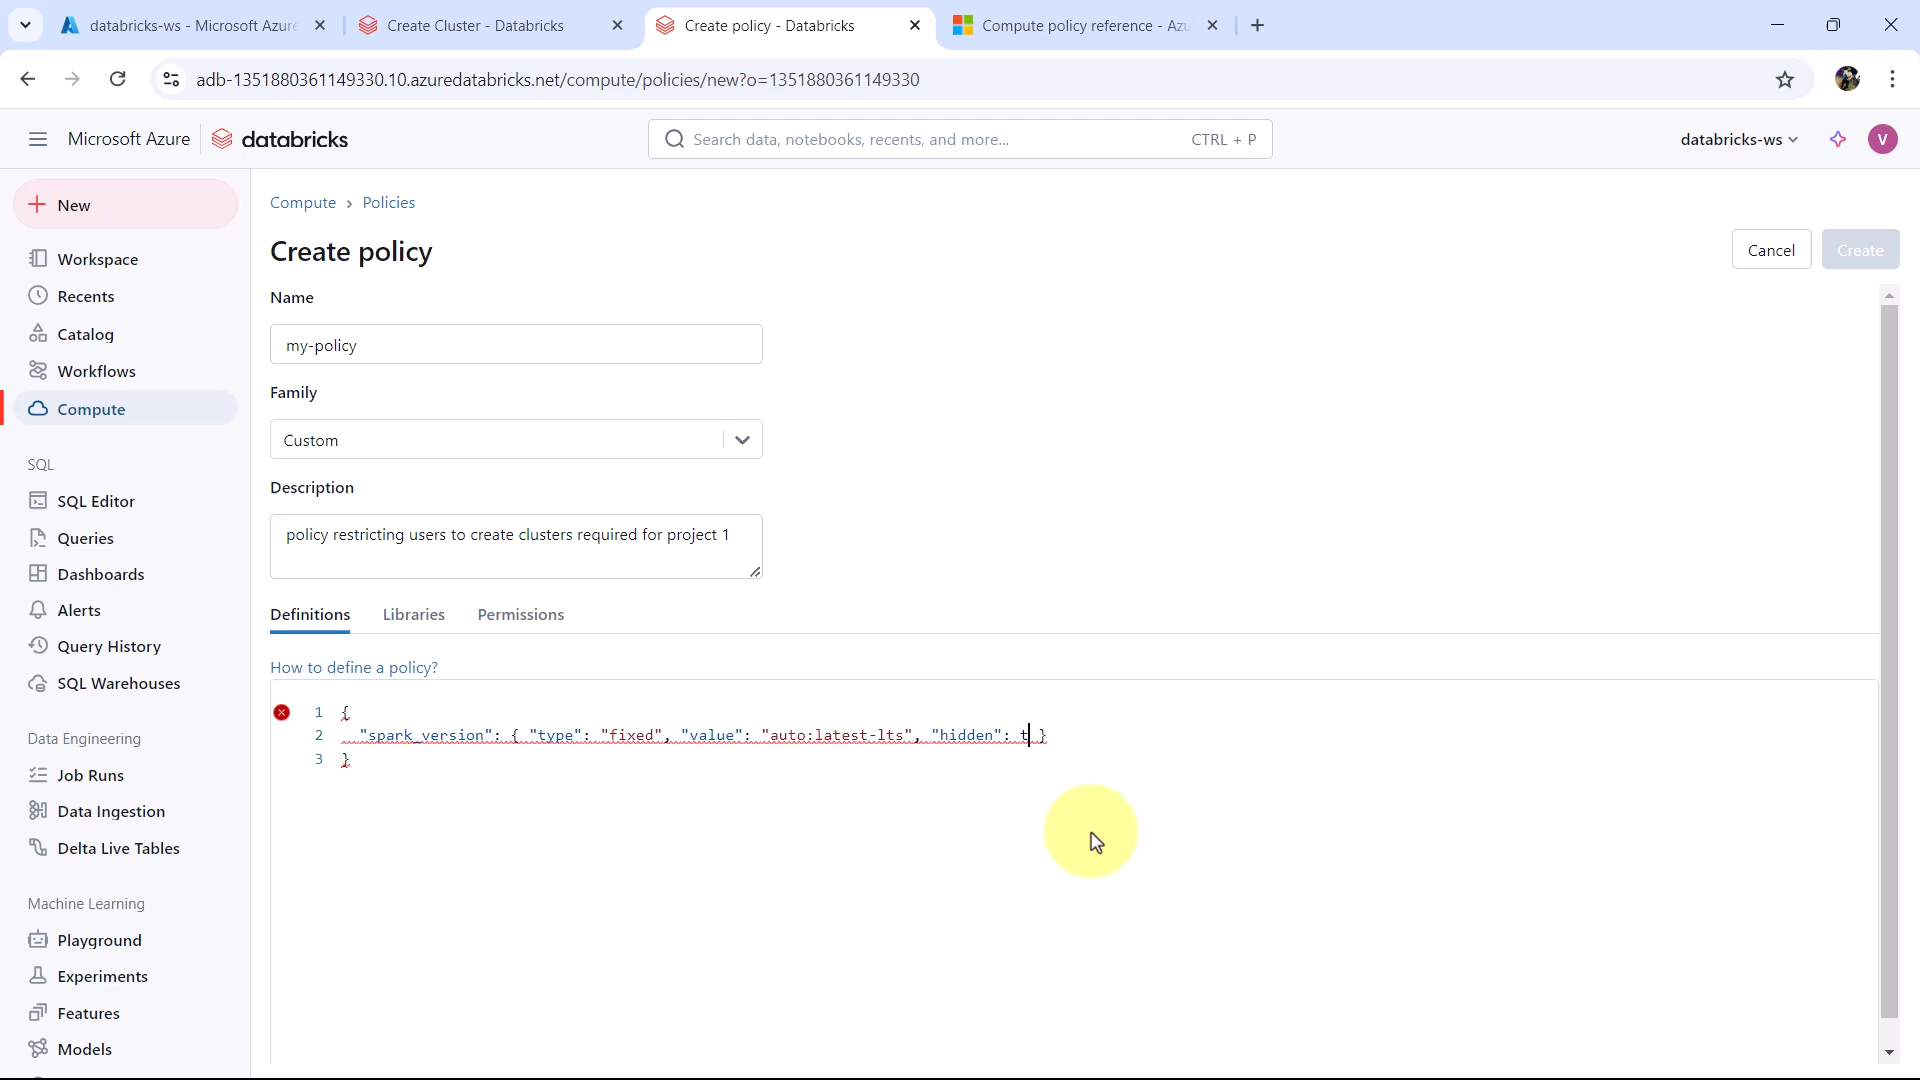 databricks-ws - Microsoft Azure
Create Cluster - Databricks
Create policy - Databricks
Compute policy reference - Azu
adb-1351880361149330.10.azuredatabricks.net/compute/policies/new?o=1351880361149330
Microsoft Azure
databricks
Search data, notebooks, recents, and more...
CTRL + P
databricks-ws
V
New
Workspace
Recents
Catalog
Workflows
Compute
SQL
SQL Editor
Queries
Dashboards
Alerts
Query History
SQL Warehouses
Data Engineering
Job Runs
Data Ingestion
Delta Live Tables
Machine Learning
Playground
Experiments
Features
Models
Compute › Policies
Create policy
Cancel
Create
Name
my-policy
Family
Custom
Description
policy restricting users to create clusters required for project 1
Definitions
Libraries
Permissions
How to define a policy?
1 {
2 "spark_version": { "type": "fixed", "value": "auto:latest-lts", "hidden": t }
3 }